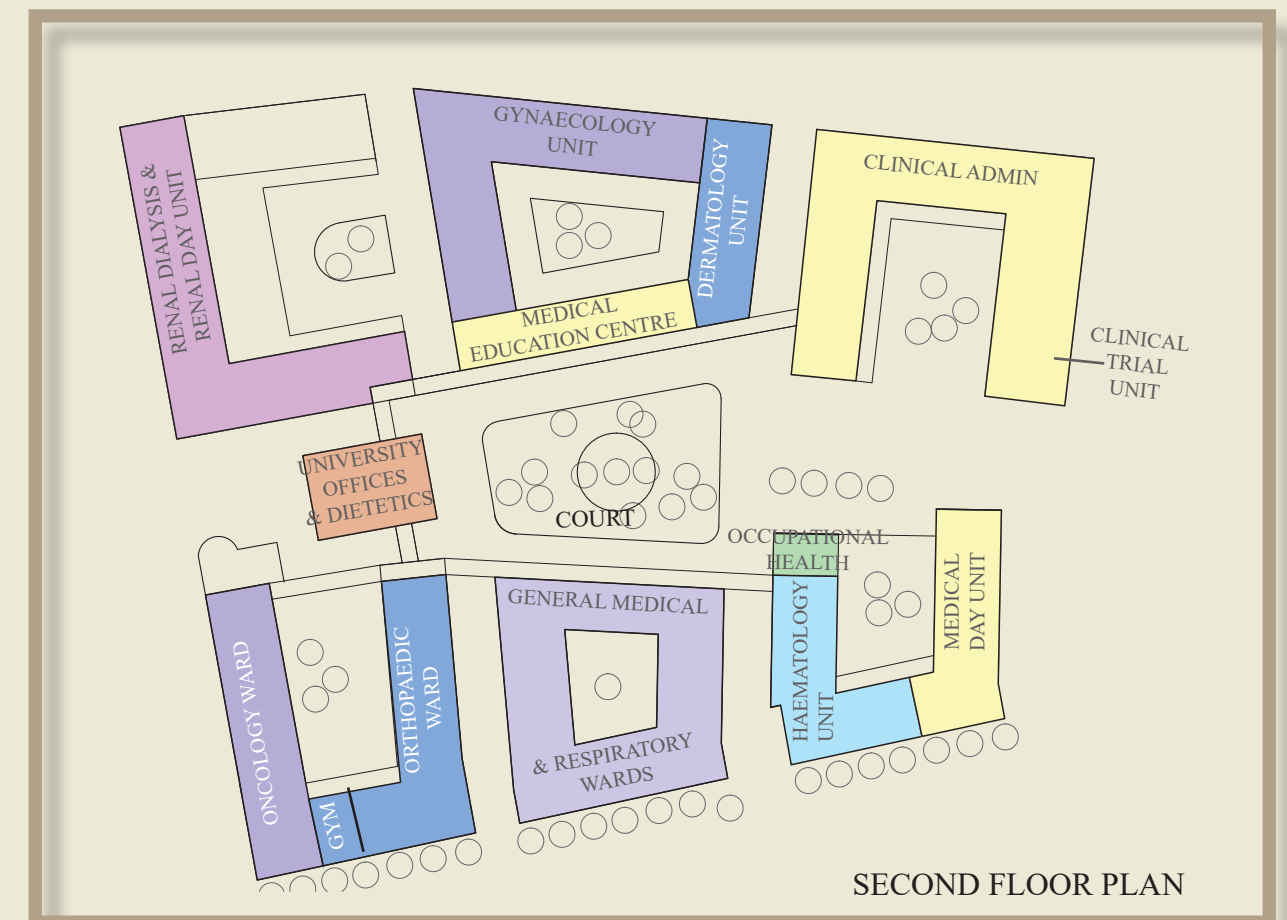 GYNAECOLOGY
UNIT
DERMATOLOGY
UNIT
CLINICAL ADMIN
RENAL DIALYSIS &
RENAL DAY UNIT
MEDICAL
EDUCATION CENTRE
CLINICAL
TRIAL
UNIT
UNIVERSITY
OFFICES
& DIETETICS
COURT
OCCUPATIONAL
HEALTH
MEDICAL
DAY UNIT
HAEMATOLOGY
UNIT
GENERAL MEDICAL
& RESPIRATORY
WARDS
ORTHOPAEDIC
WARD
ONCOLOGY WARD
GYM
SECOND FLOOR PLAN